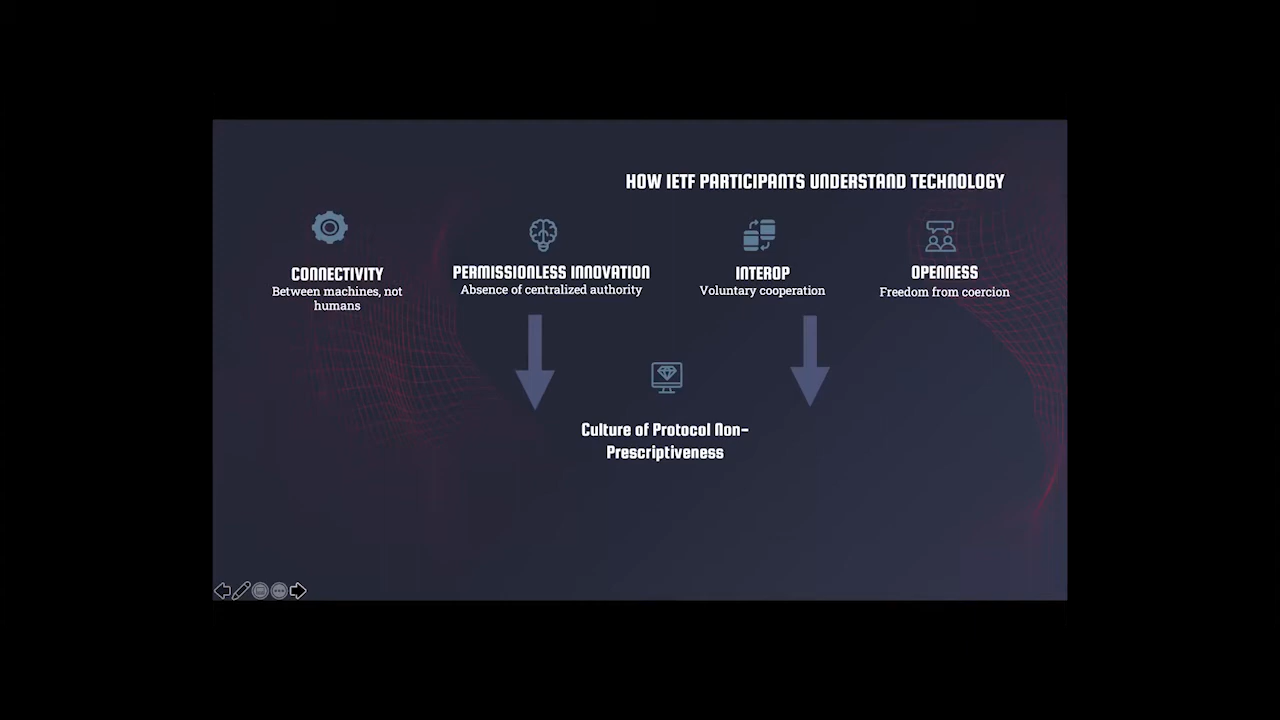 HOW IETF PARTICIPANTS UNDERSTAND TECHNOLOGY
CONNECTIVITY
Between machines, not
humans
PERMISSIONLESS INNOVATION
Absence of centralized authority
INTEROP
Voluntary cooperation
OPENNESS
Freedom from coercion
Culture of Protocol Non-
Prescriptiveness